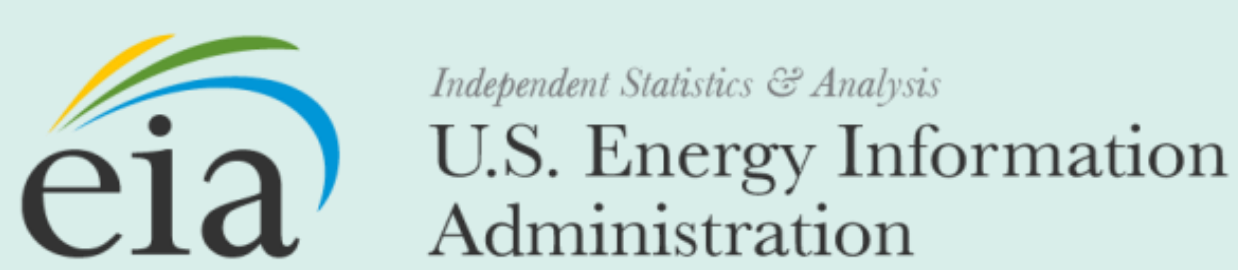 eia
Independent Statistics & Analysis
U.S. Energy Information
Administration